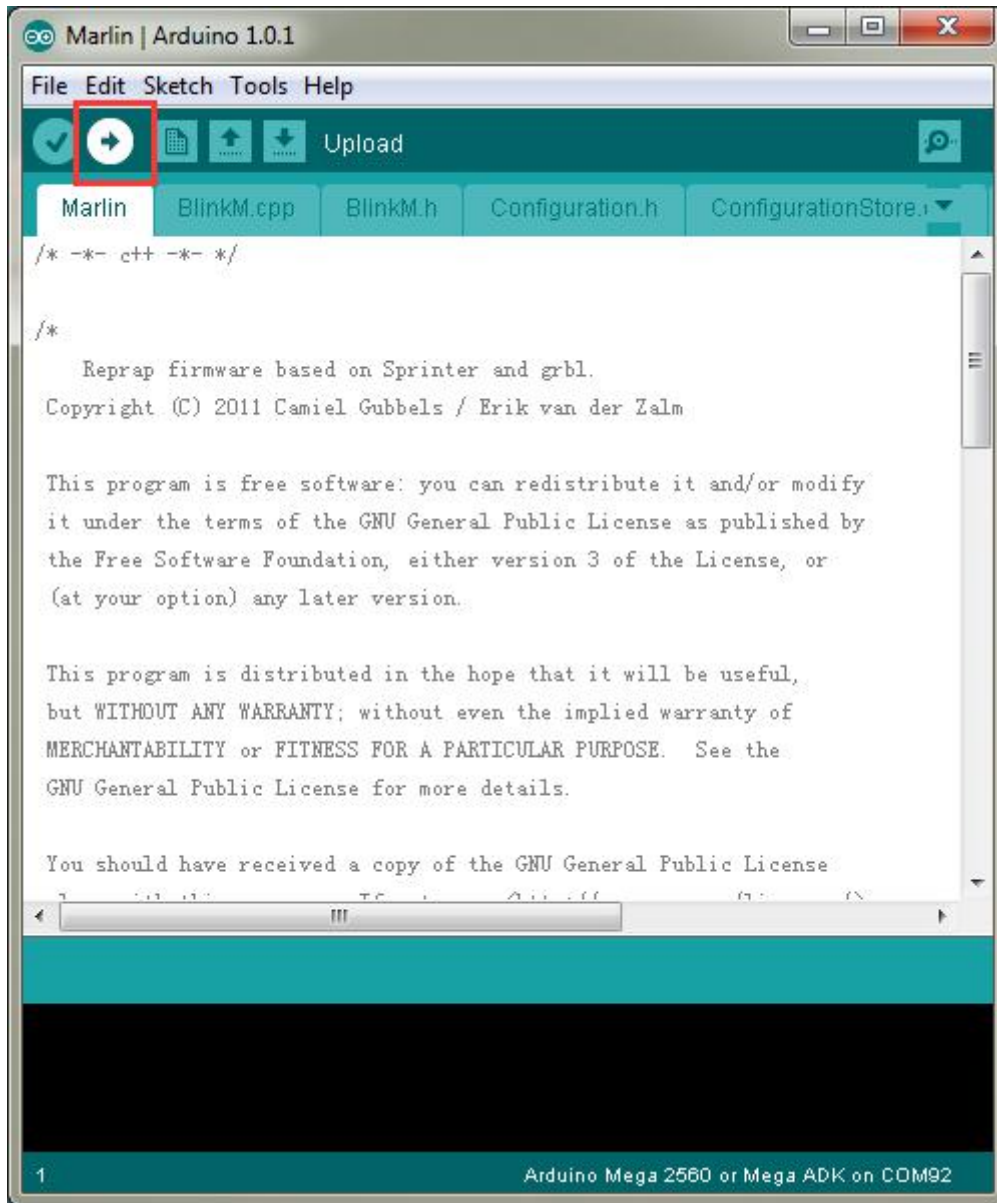 Marlin | Arduino 1.0.1
File Edit Sketch Tools Help
Upload
Marlin BlinkM.cpp BlinkM.h Configuration.h ConfigurationStore.
/* -*- c++ -*- */
/*
Reprap firmware based on Sprinter and grbl.
Copyright (C) 2011 Camiel Gubbels / Erik van der Zalm
This program is free software: you can redistribute it and/or modify
it under the terms of the GNU General Public License as published by
the Free Software Foundation, either version 3 of the License, or
(at your option) any later version.
This program is distributed in the hope that it will be useful,
but WITHOUT ANY WARRANTY; without even the implied warranty of
MERCHANTABILITY or FITNESS FOR A PARTICULAR PURPOSE. See the
GNU General Public License for more details.
You should have received a copy of the GNU General Public License
1 Arduino Mega 2560 or Mega ADK on COM92